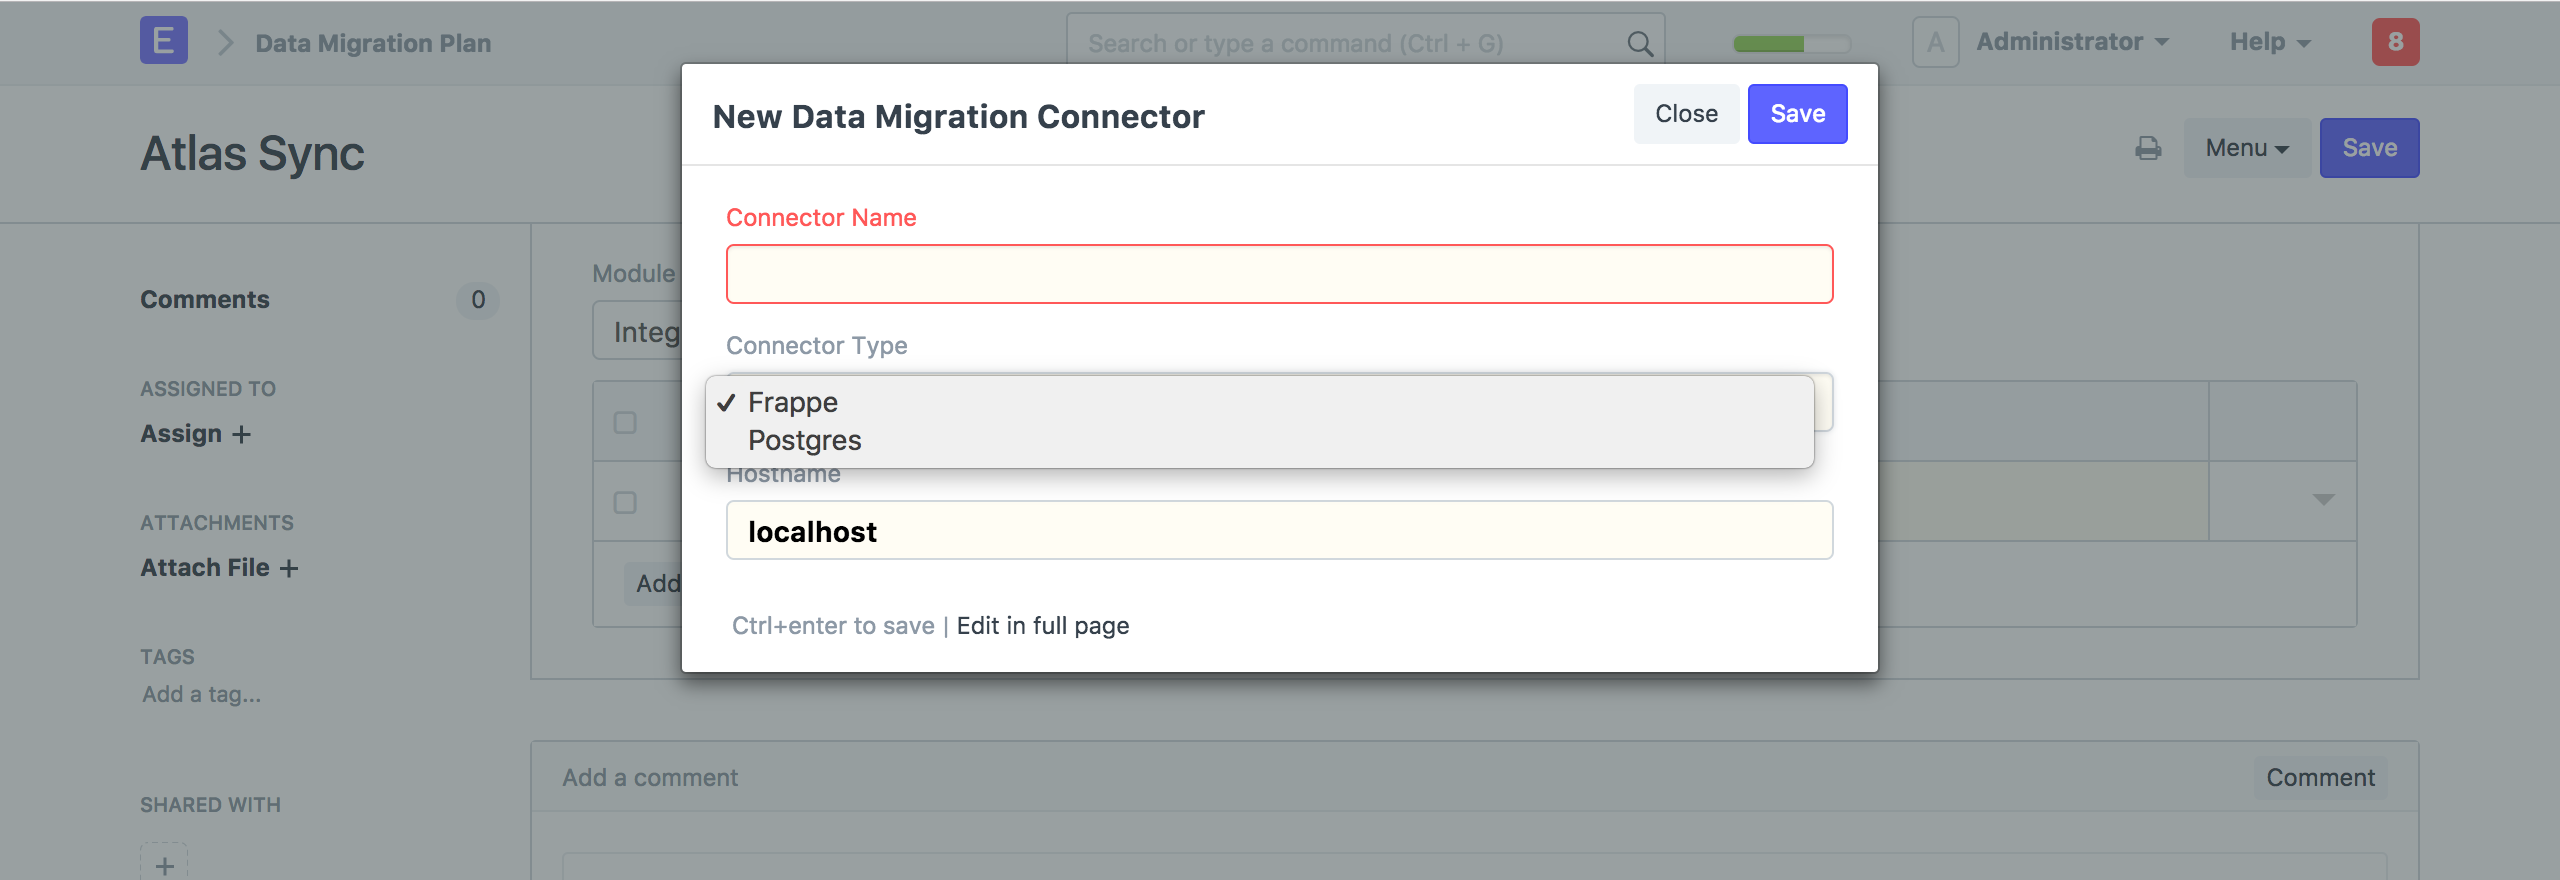 E
Data Migration Plan
Search or type a command (Ctrl + G)
A
Administrator
Help
8
Atlas Sync
Menu
Save
New Data Migration Connector
Close
Save
Connector Name
Connector Type
✓ Frappe
Postgres
Hostname
localhost
Ctrl+enter to save | Edit in full page
Comments
0
ASSIGNED TO
Assign +
ATTACHMENTS
Attach File +
TAGS
Add a tag...
SHARED WITH
+
Module
Integ
Add
Add a comment
Comment